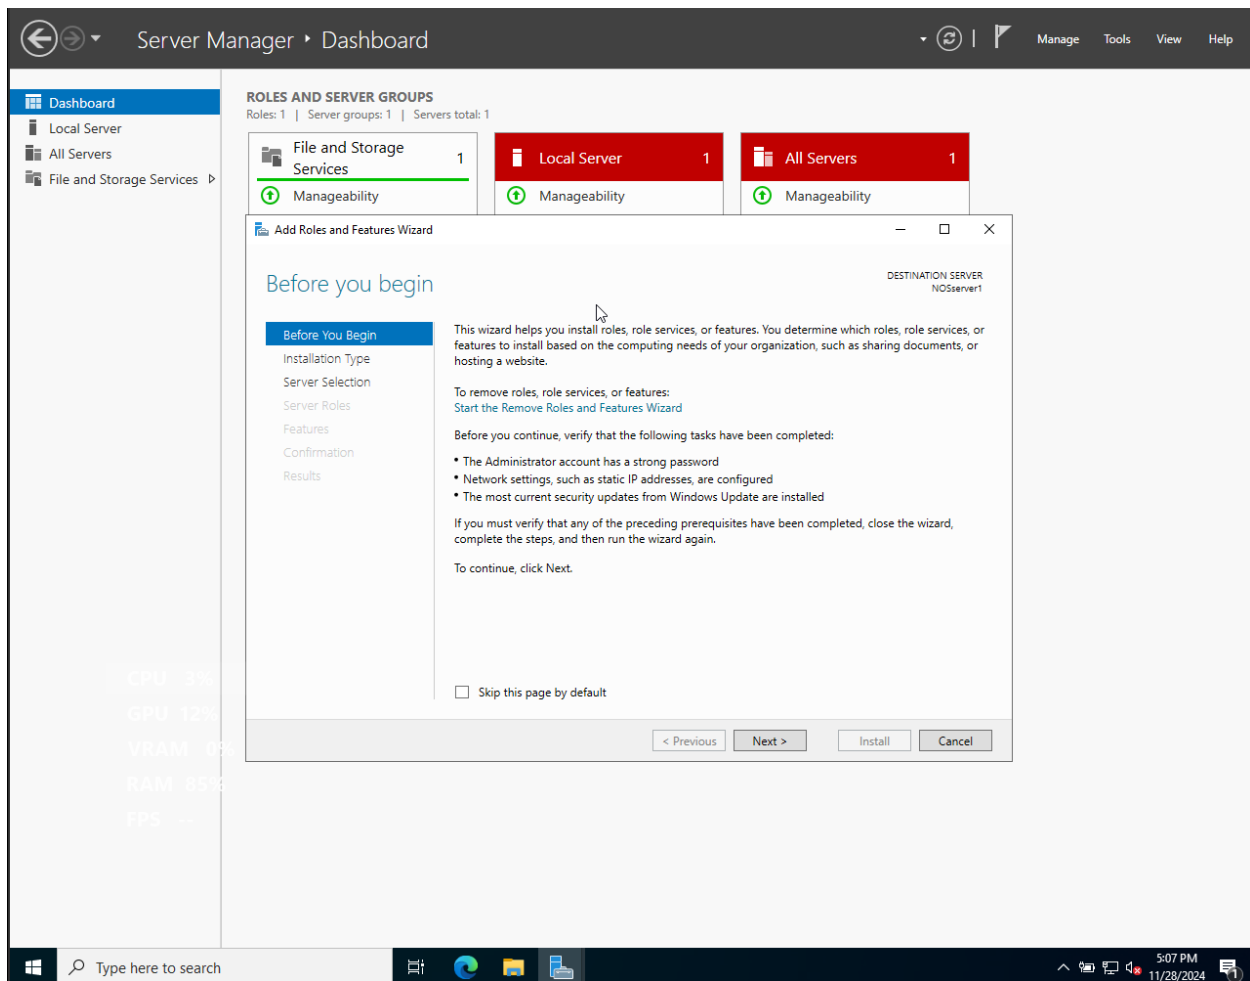 Server Manager ‣ Dashboard
Manage Tools View Help
Dashboard
Local Server
All Servers
File and Storage Services
ROLES AND SERVER GROUPS
Roles: 1 | Server groups: 1 | Servers total: 1
File and Storage
Services
1
Manageability
Local Server 1
Manageability
All Servers 1
Manageability
Add Roles and Features Wizard
Before you begin
DESTINATION SERVER
NOSserver1
Before You Begin
Installation Type
Server Selection
Server Roles
Features
Confirmation
Results
This wizard helps you install roles, role services, or features. You determine which roles, role services, or
features to install based on the computing needs of your organization, such as sharing documents, or
hosting a website.
To remove roles, role services, or features:
Start the Remove Roles and Features Wizard
Before you continue, verify that the following tasks have been completed:
• The Administrator account has a strong password
• Network settings, such as static IP addresses, are configured
• The most current security updates from Windows Update are installed
If you must verify that any of the preceding prerequisites have been completed, close the wizard,
complete the steps, and then run the wizard again.
To continue, click Next.
Skip this page by default
< Previous Next > Install Cancel
CPU 3%
GPU 12%
VRAM 0%
RAM 85%
FPS --
Type here to search
5:07 PM
11/28/2024
1